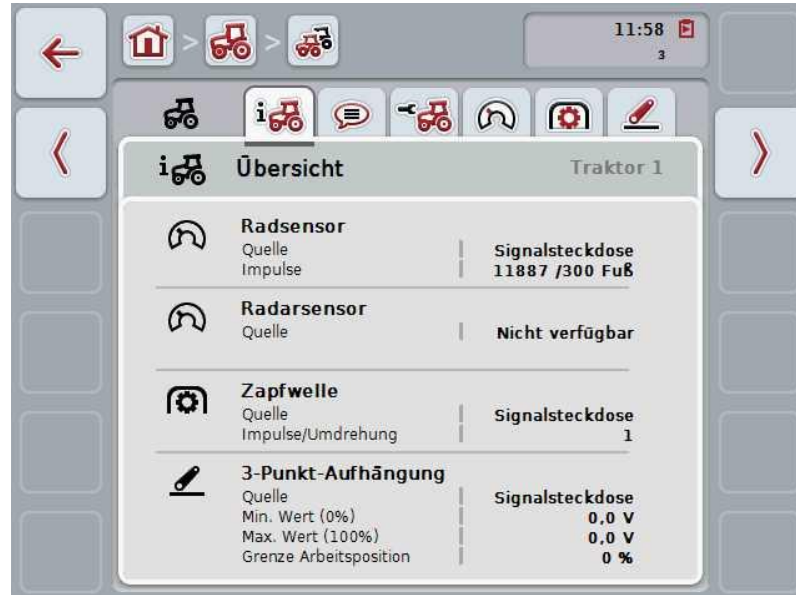 11:58
3
Übersicht Traktor 1
Radsensor
Quelle Signalsteckdose
Impulse 11887 /300 Fuß
Radarsensor
Quelle Nicht verfügbar
Zapfwelle
Quelle Signalsteckdose
Impulse/Umdrehung 1
3-Punkt-Aufhängung
Quelle Signalsteckdose
Min. Wert (0%) 0,0 V
Max. Wert (100%) 0,0 V
Grenze Arbeitsposition 0 %